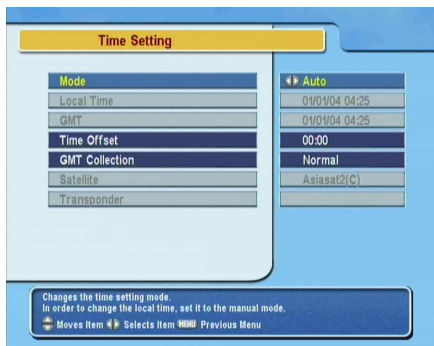 Time Setting
Mode Auto
Local Time 01/01/04 04:25
GMT 01/01/04 04:25
Time Offset 00:00
GMT Collection Normal
Satellite Asiasat2(C)
Transponder
Changes the time setting mode.
In order to change the local time, set it to the manual mode.
Moves Item Selects Item MENU Previous Menu